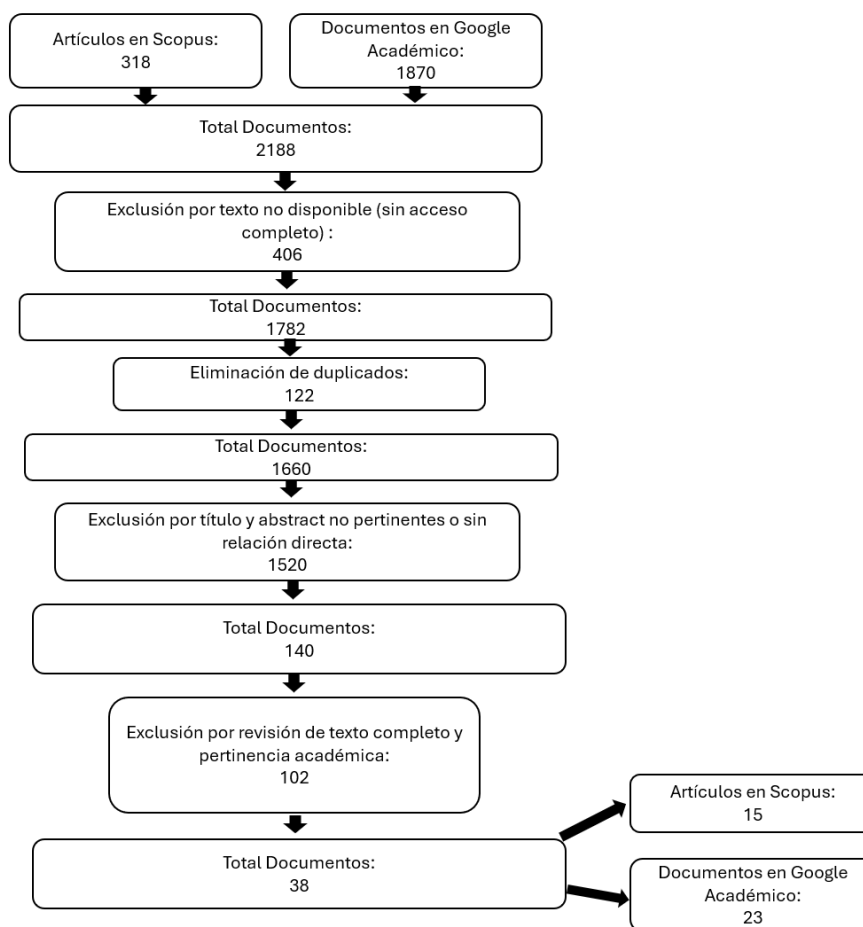 Artículos en Scopus:
318
Documentos en Google
Académico:
1870
Total Documentos:
2188
Exclusión por texto no disponible (sin acceso
completo) :
406
Total Documentos:
1782
Eliminación de duplicados:
122
Total Documentos:
1660
Exclusión por título y abstract no pertinentes o sin
relación directa:
1520
Total Documentos:
140
Exclusión por revisión de texto completo y
pertinencia académica:
102
Total Documentos:
38
Artículos en Scopus:
15
Documentos en Google
Académico:
23